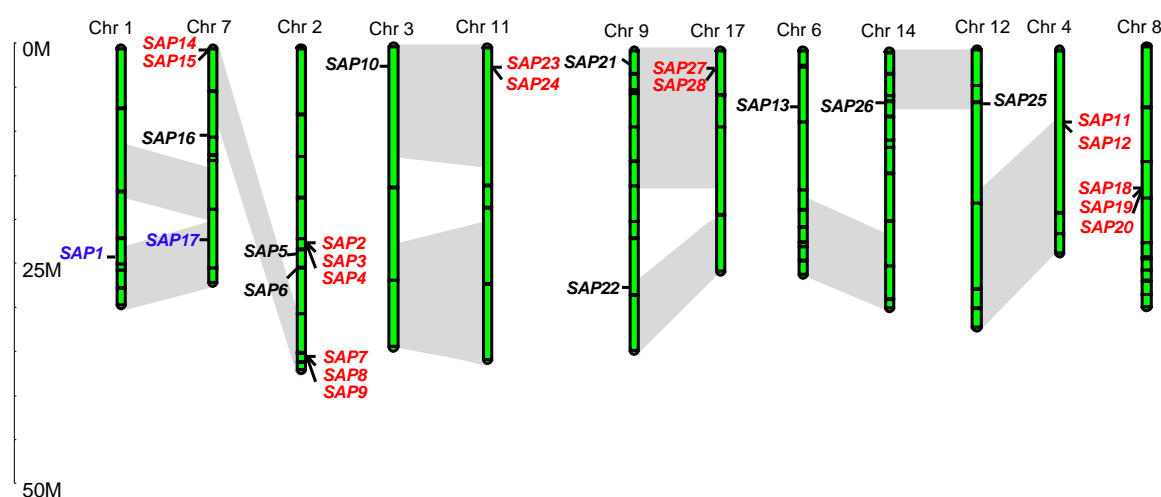 Chr 1
Chr 7
Chr 2
Chr 3
Chr 11
Chr 9
Chr 17
Chr 6
Chr 14
Chr 12
Chr 4
Chr 8
0M
25M
50M
SAP1
SAP14
SAP15
SAP16
SAP17
SAP5
SAP6
SAP2
SAP3
SAP4
SAP7
SAP8
SAP9
SAP10
SAP23
SAP24
SAP21
SAP22
SAP27
SAP28
SAP13
SAP26
SAP25
SAP11
SAP12
SAP18
SAP19
SAP20